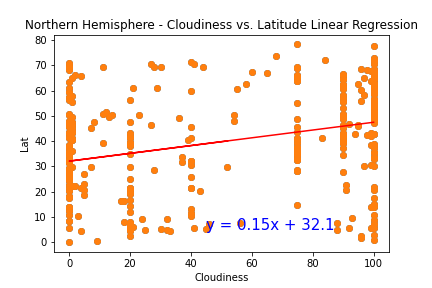 Northern Hemisphere - Cloudiness vs. Latitude Linear Regression
80
70
60
50
40
30
20
10
0
Lat
y = 0.15x + 32.1
0 20 40 60 80 100
Cloudiness